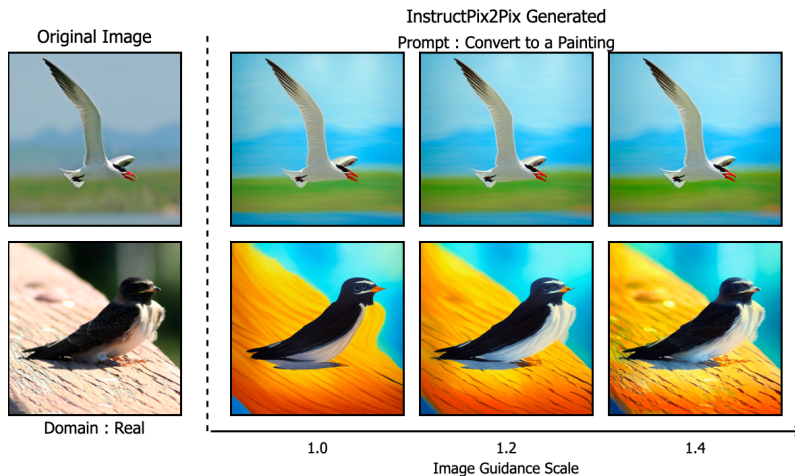 InstructPix2Pix Generated
Original Image
Prompt : Convert to a Painting
Domain : Real
1.0
1.2
1.4
Image Guidance Scale